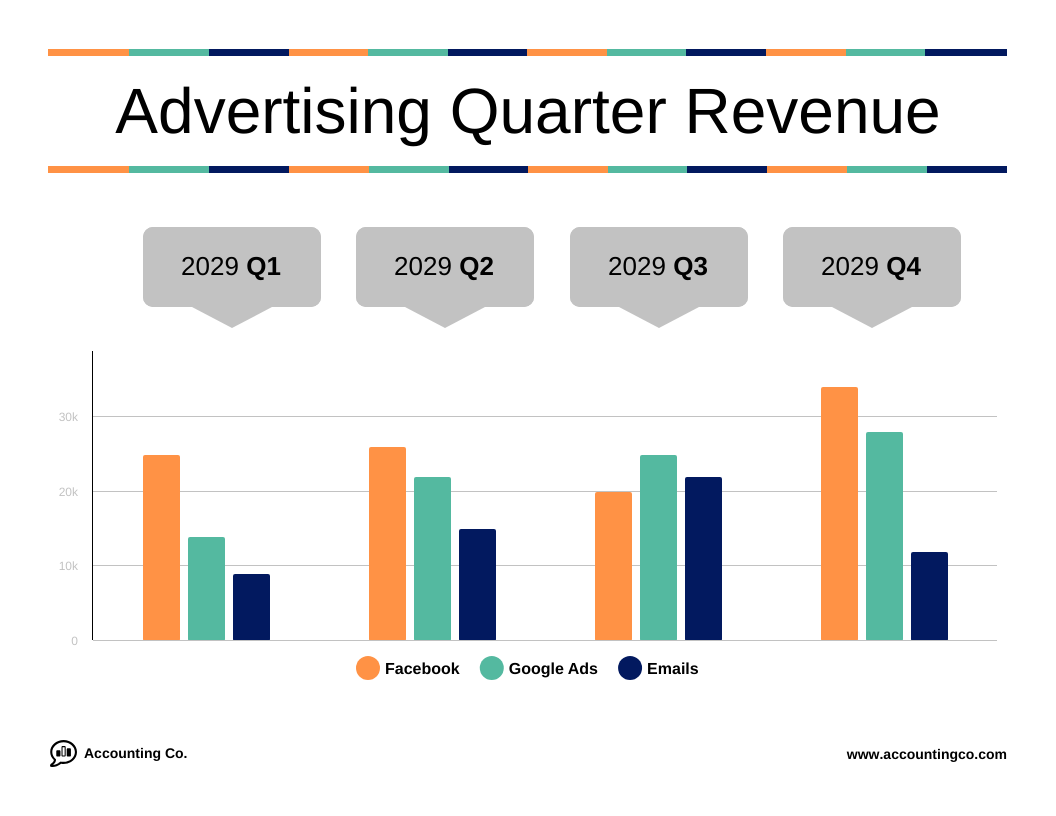 Advertising Quarter Revenue
2029 Q1
2029 Q2
2029 Q3
2029 Q4
30k
20k
10k
0
Facebook
Google Ads
Emails
Accounting Co.
www.accountingco.com